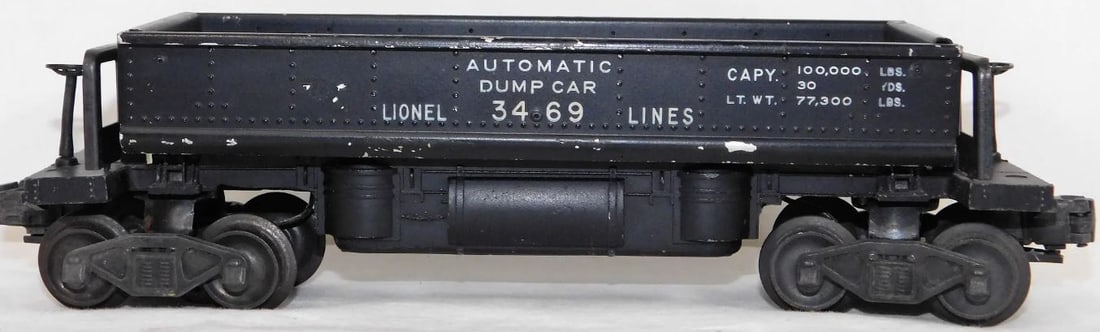 AUTOMATIC
DUMP CAR
LIONEL 3469 LINES
CAPY. 100,000 LBS.
30 YDS.
LT. WT. 77,300 LBS.